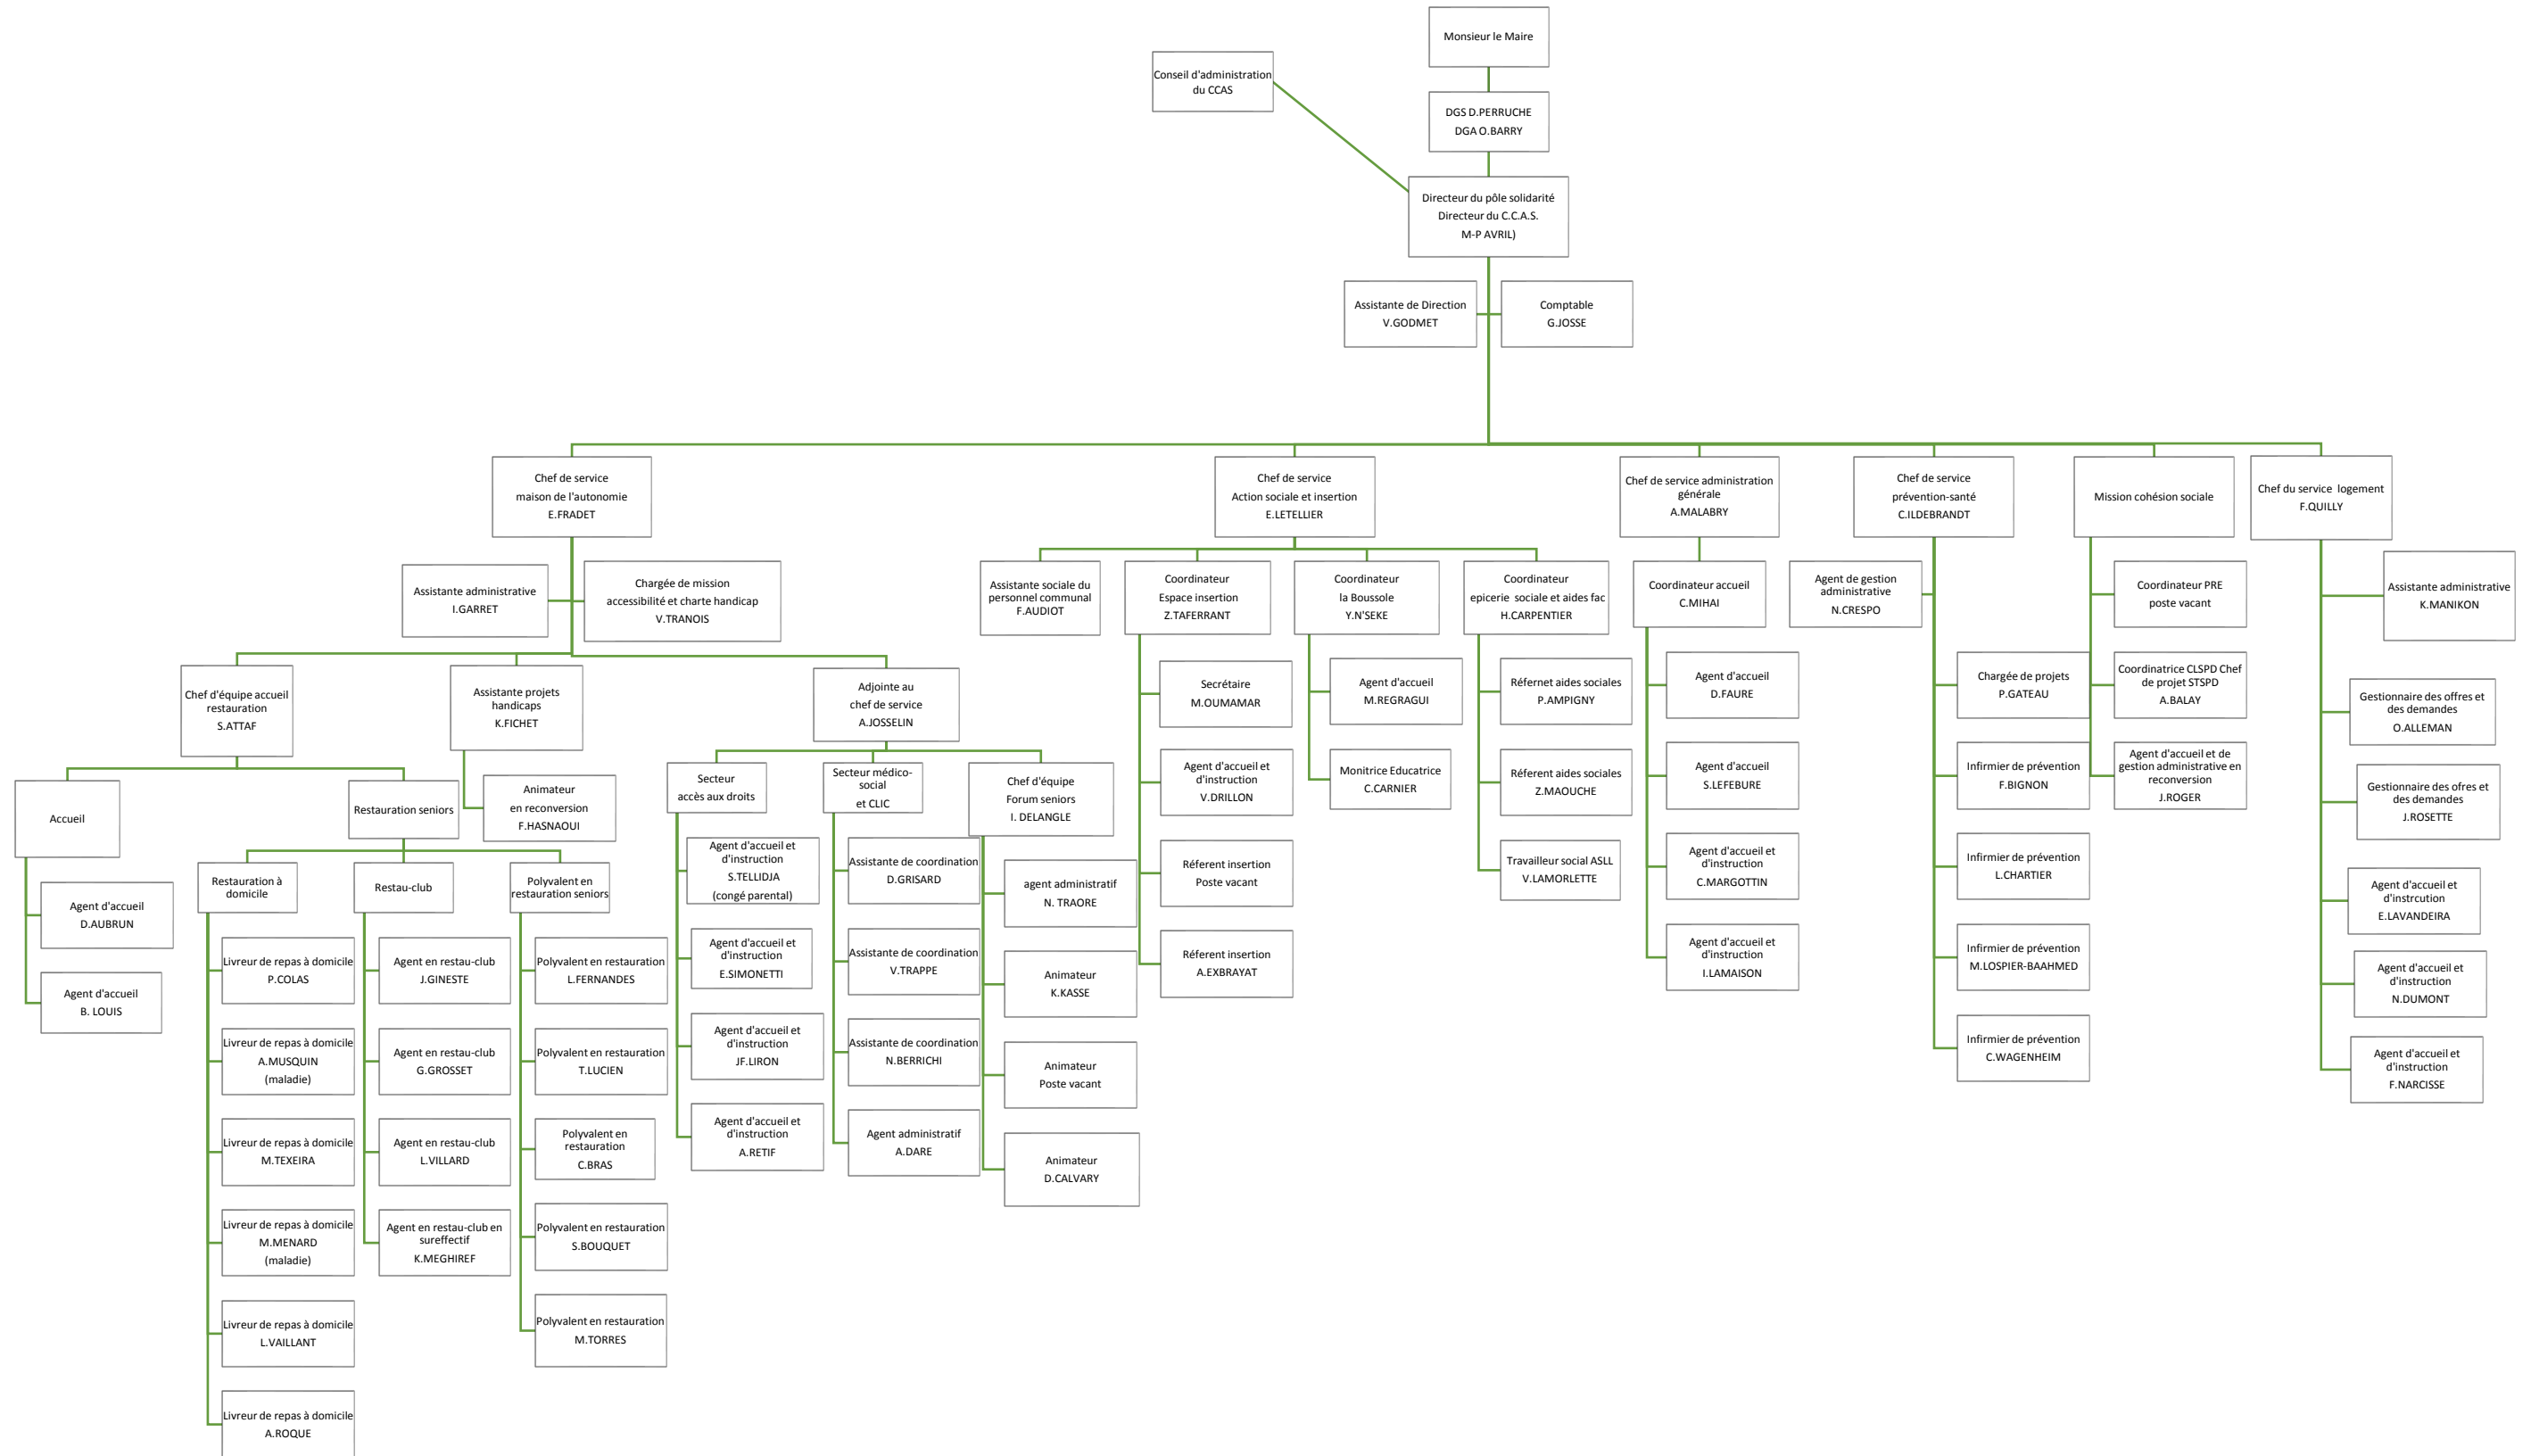 Monsieur le Maire
Conseil d'administration
du CCAS
DGS D.PERRUCHE
DGA O.BARRY
Directeur du pôle solidarité
Directeur du C.C.A.S.
M-P AVRIL)
Assistante de Direction
V.GODMET
Comptable
G.JOSSE
Chef de service
maison de l'autonomie
E.FRADET
Chef de service
Action sociale et insertion
E.LETELLIER
Chef de service administration
générale
A.MALABRY
Chef de service
prévention-santé
C.ILDEBRANDT
Mission cohésion sociale
Chef du service  logement
F.QUILLY
Assistante administrative
I.GARRET
Chargée de mission
accessibilité et charte handicap
V.TRANOIS
Assistante sociale du
personnel communal
F.AUDIOT
Coordinateur
Espace insertion
Z.TAFERRANT
Coordinateur
la Boussole
Y.N'SEKE
Coordinateur
epicerie  sociale et aides fac
H.CARPENTIER
Coordinateur accueil
C.MIHAI
Agent de gestion
administrative
N.CRESPO
Coordinateur PRE
poste vacant
Assistante administrative
K.MANIKON
Chef d'équipe accueil
restauration
S.ATTAF
Assistante projets
handicaps
K.FICHET
Adjointe au
chef de service
A.JOSSELIN
Secrétaire
M.OUMAMAR
Agent d'accueil
M.REGRAGUI
Réfernet aides sociales
P.AMPIGNY
Agent d'accueil
D.FAURE
Chargée de projets
P.GATEAU
Coordinatrice CLSPD Chef
de projet STSPD
A.BALAY
Gestionnaire des offres et
des demandes
O.ALLEMAN
Accueil
Restauration seniors
Animateur
en reconversion
F.HASNAOUI
Secteur
accès aux droits
Secteur médico-
social
et CLIC
Chef d'équipe
Forum seniors
I. DELANGLE
Agent d'accueil et
d'instruction
V.DRILLON
Monitrice Educatrice
C.CARNIER
Réferent aides sociales
Z.MAOUCHE
Agent d'accueil
S.LEFEBURE
Infirmier de prévention
F.BIGNON
Agent d'accueil et de
gestion administrative en
reconversion
J.ROGER
Gestionnaire des ofres et
des demandes
J.ROSETTE
Agent d'accueil
D.AUBRUN
Restauration à
domicile
Restau-club
Polyvalent en
restauration seniors
Agent d'accueil et
d'instruction
S.TELLIDJA
(congé parental)
Assistante de coordination
D.GRISARD
agent administratif
N. TRAORE
Réferent insertion
Poste vacant
Travailleur social ASLL
V.LAMORLETTE
Agent d'accueil et
d'instruction
C.MARGOTTIN
Infirmier de prévention
L.CHARTIER
Agent d'accueil et
d'instrcution
E.LAVANDEIRA
Agent d'accueil
B. LOUIS
Livreur de repas à domicile
P.COLAS
Agent en restau-club
J.GINESTE
Polyvalent en restauration
L.FERNANDES
Agent d'accueil et
d'instruction
E.SIMONETTI
Assistante de coordination
V.TRAPPE
Animateur
K.KASSE
Réferent insertion
A.EXBRAYAT
Agent d'accueil et
d'instruction
I.LAMAISON
Infirmier de prévention
M.LOSPIER-BAAHMED
Agent d'accueil et
d'instruction
N.DUMONT
Livreur de repas à domicile
A.MUSQUIN
(maladie)
Agent en restau-club
G.GROSSET
Polyvalent en restauration
T.LUCIEN
Agent d'accueil et
d'instruction
JF.LIRON
Assistante de coordination
N.BERRICHI
Animateur
Poste vacant
Infirmier de prévention
C.WAGENHEIM
Agent d'accueil et
d'instruction
F.NARCISSE
Livreur de repas à domicile
M.TEXEIRA
Agent en restau-club
L.VILLARD
Polyvalent en
restauration
C.BRAS
Agent d'accueil et
d'instruction
A.RETIF
Agent administratif
A.DARE
Animateur
D.CALVARY
Livreur de repas à domicile
M.MENARD
(maladie)
Agent en restau-club en
sureffectif
K.MEGHIREF
Polyvalent en restauration
S.BOUQUET
Livreur de repas à domicile
L.VAILLANT
Polyvalent en restauration
M.TORRES
Livreur de repas à domicile
A.ROQUE